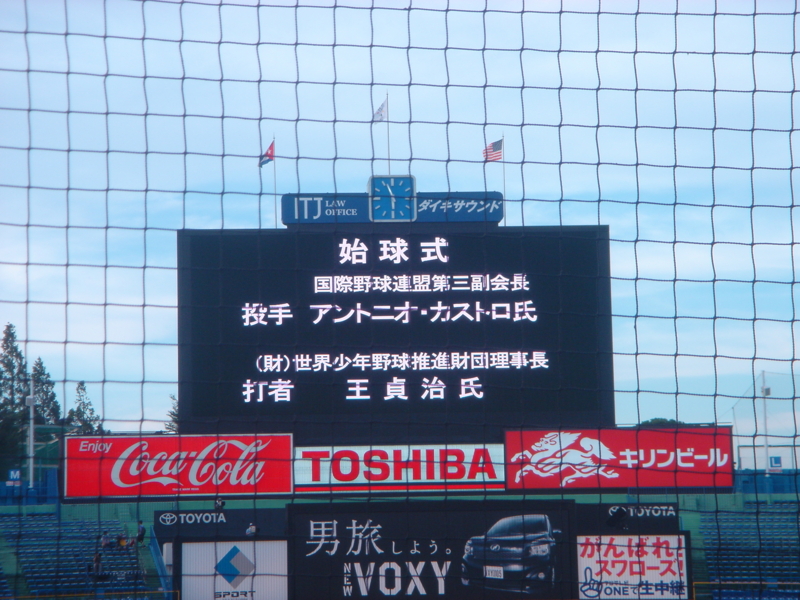 ITJ LAW OFFICE
ダイキサウンド
始球式
国際野球連盟第三副会長
投手 アントニオ・カストロ氏
(財)世界少年野球推進財団理事長
打者 王貞治氏
Enjoy
Coca-Cola
TOSHIBA
キリンビール
TOYOTA
TOYOTA
男旅しよう。
NEW VOXY
SPORT
がんばれ!
スワローズ!
ONEで生中継
M
L